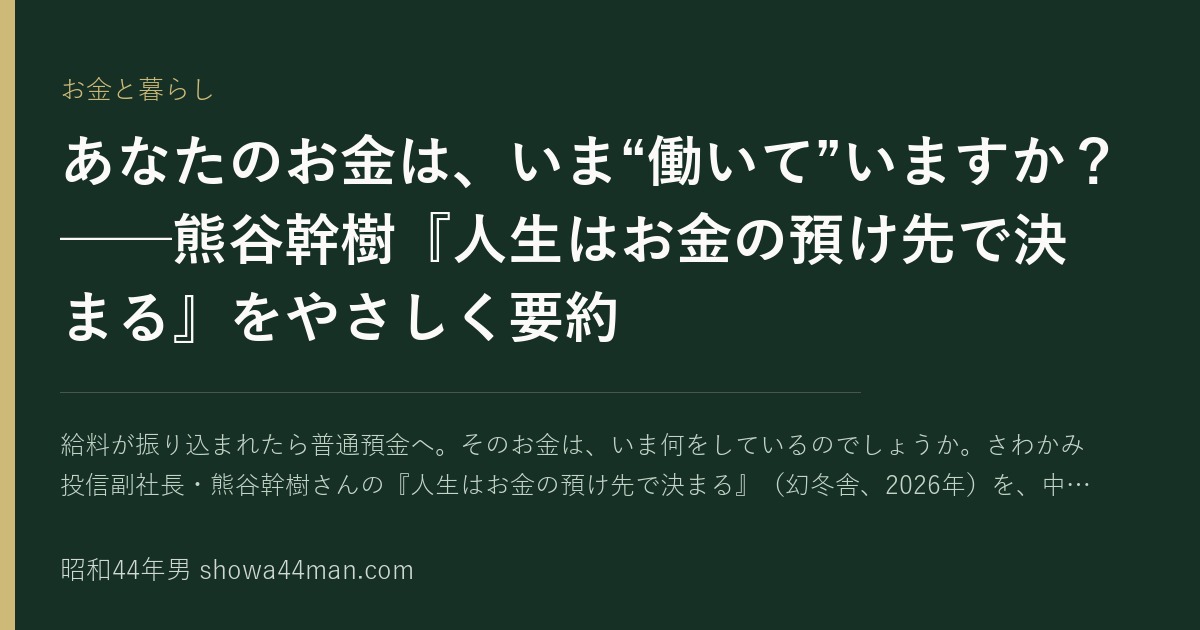 お金と暮らし
あなたのお金は、いま“働いて”いますか？
──熊谷幹樹『人生はお金の預け先で決
まる』をやさしく要約
給料が振り込まれたら普通預金へ。そのお金は、いま何をしているのでしょうか。さわかみ
投信副社長・熊谷幹樹さんの『人生はお金の預け先で決まる』（幻冬舎、2026年）を、中…
昭和44年男 showa44man.com